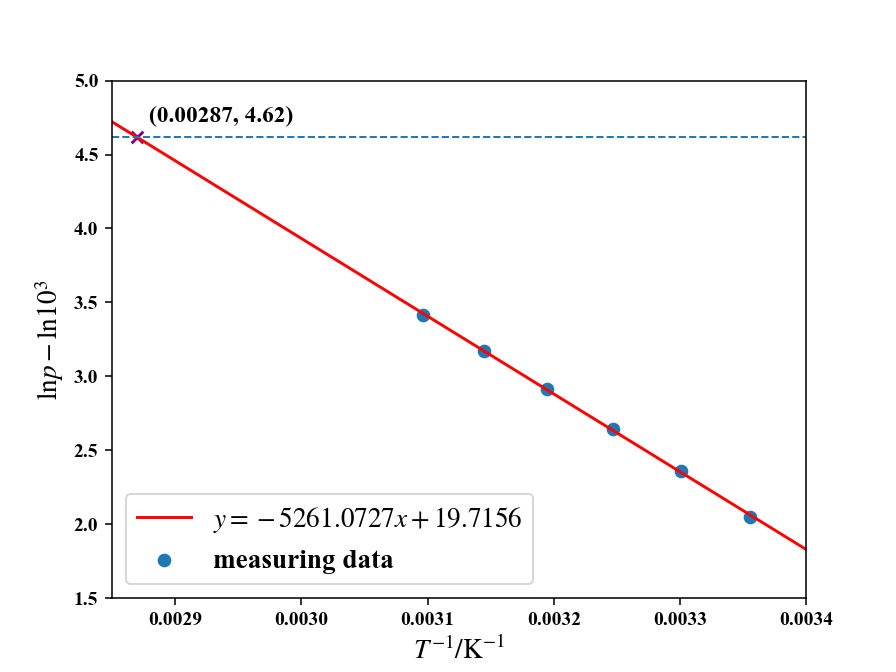 5.0
(0.00287, 4.62)
4.5
4.0
3.5
3.0
2.5
2.0
1.5
lnp − ln10³
y = −5261.0727x + 19.7156
measuring data
0.0029 0.0030 0.0031 0.0032 0.0033 0.0034
T⁻¹/K⁻¹